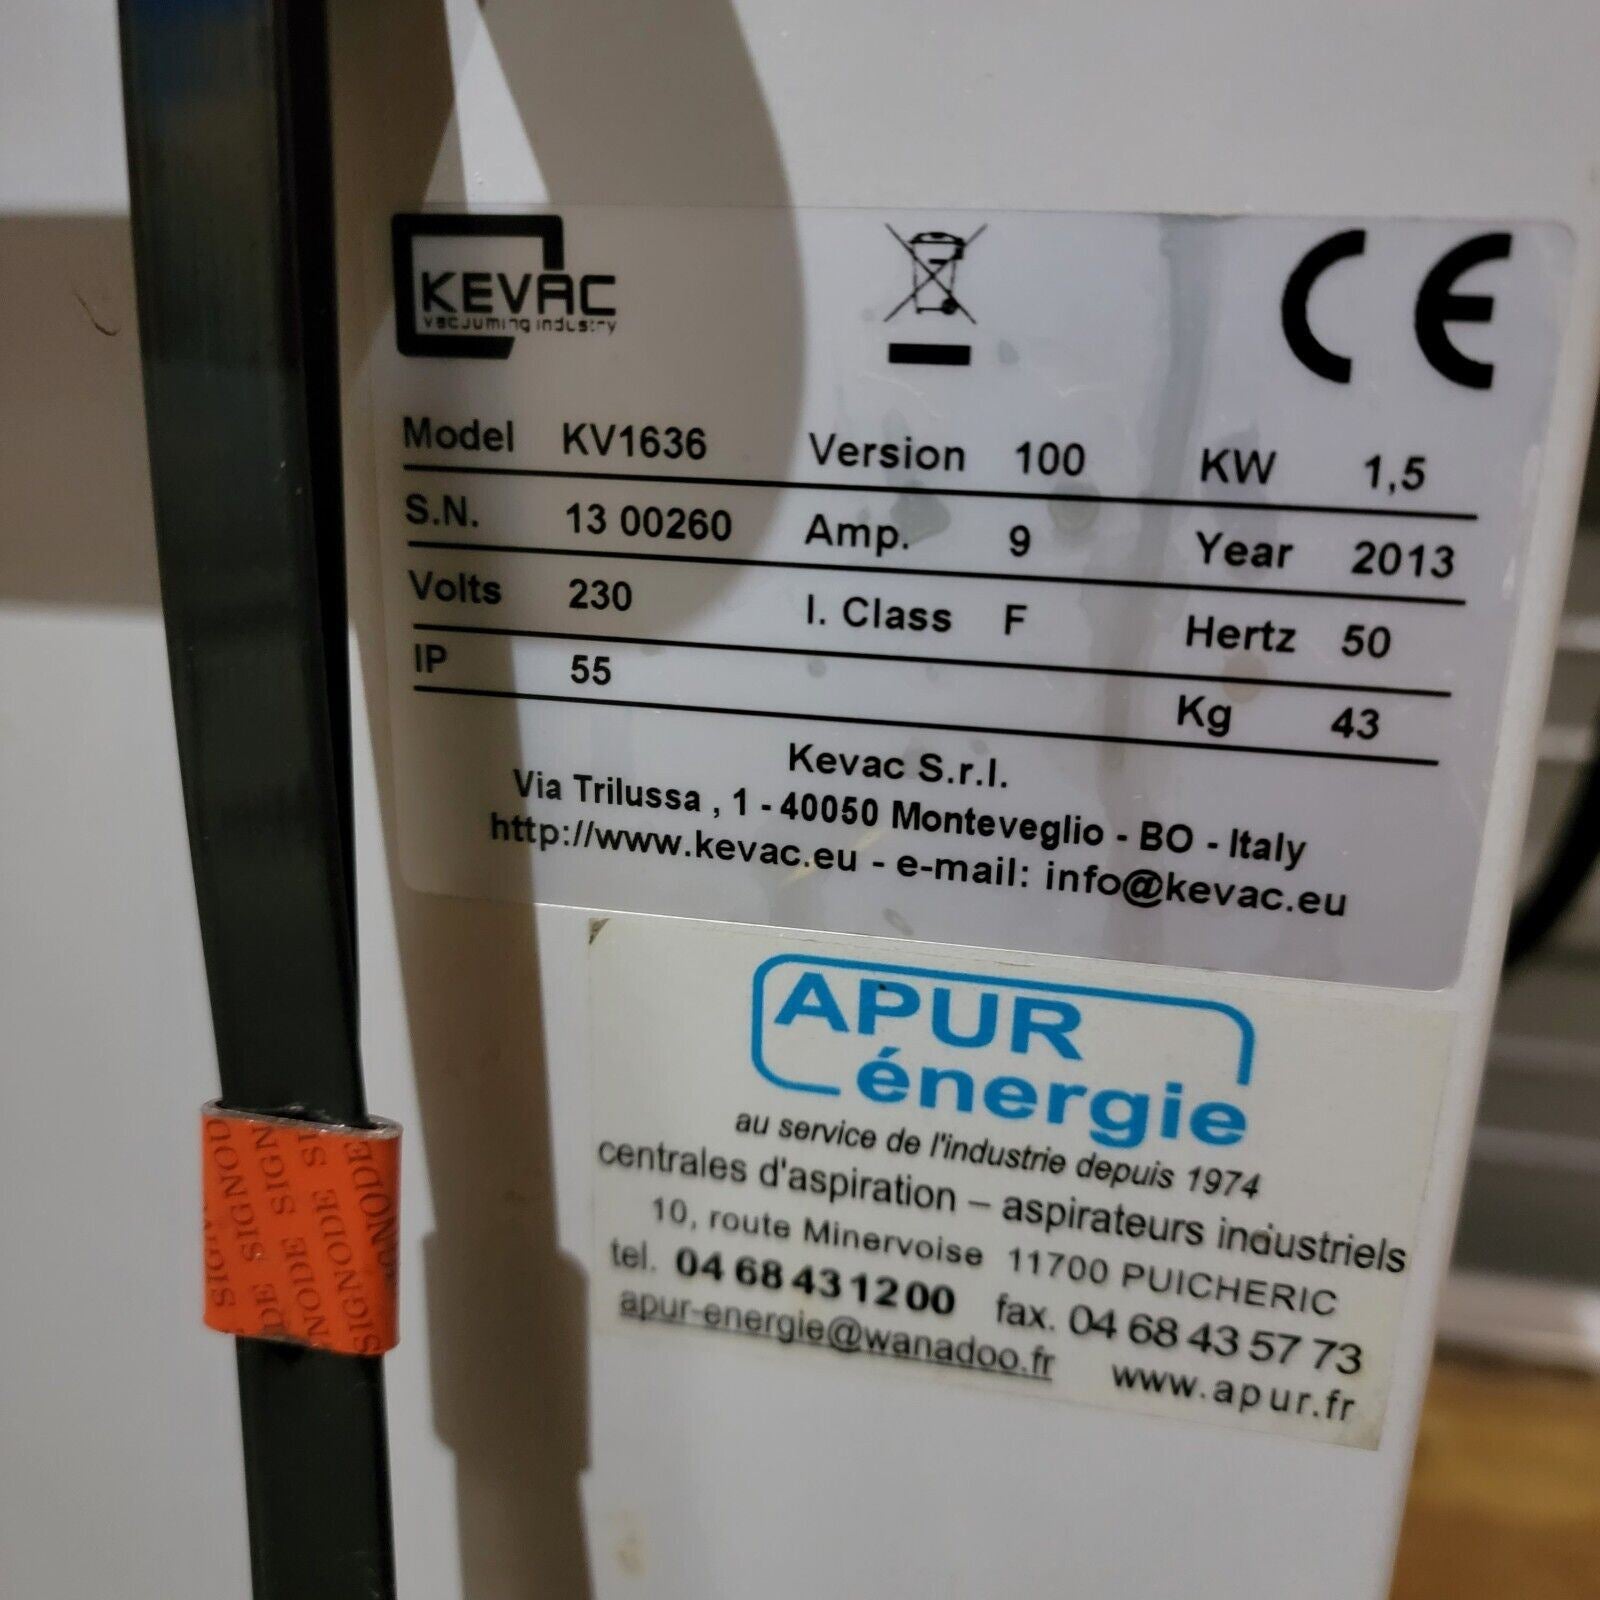 KEVAC
vacuuming industry
CE
Model KV1636 Version 100 KW 1,5
S.N. 13 00260 Amp. 9 Year 2013
Volts 230 I. Class F Hertz 50
IP 55 Kg 43
Kevac S.r.l.
Via Trilussa , 1 - 40050 Monteveglio - BO - Italy
http://www.kevac.eu - e-mail: info@kevac.eu
APUR
énergie
au service de l'industrie depuis 1974
centrales d'aspiration – aspirateurs industriels
10, route Minervoise 11700 PUICHERIC
tel. 04 68 43 12 00 fax. 04 68 43 57 73
apur-energie@wanadoo.fr www.apur.fr
SIGNODE SIGNODE